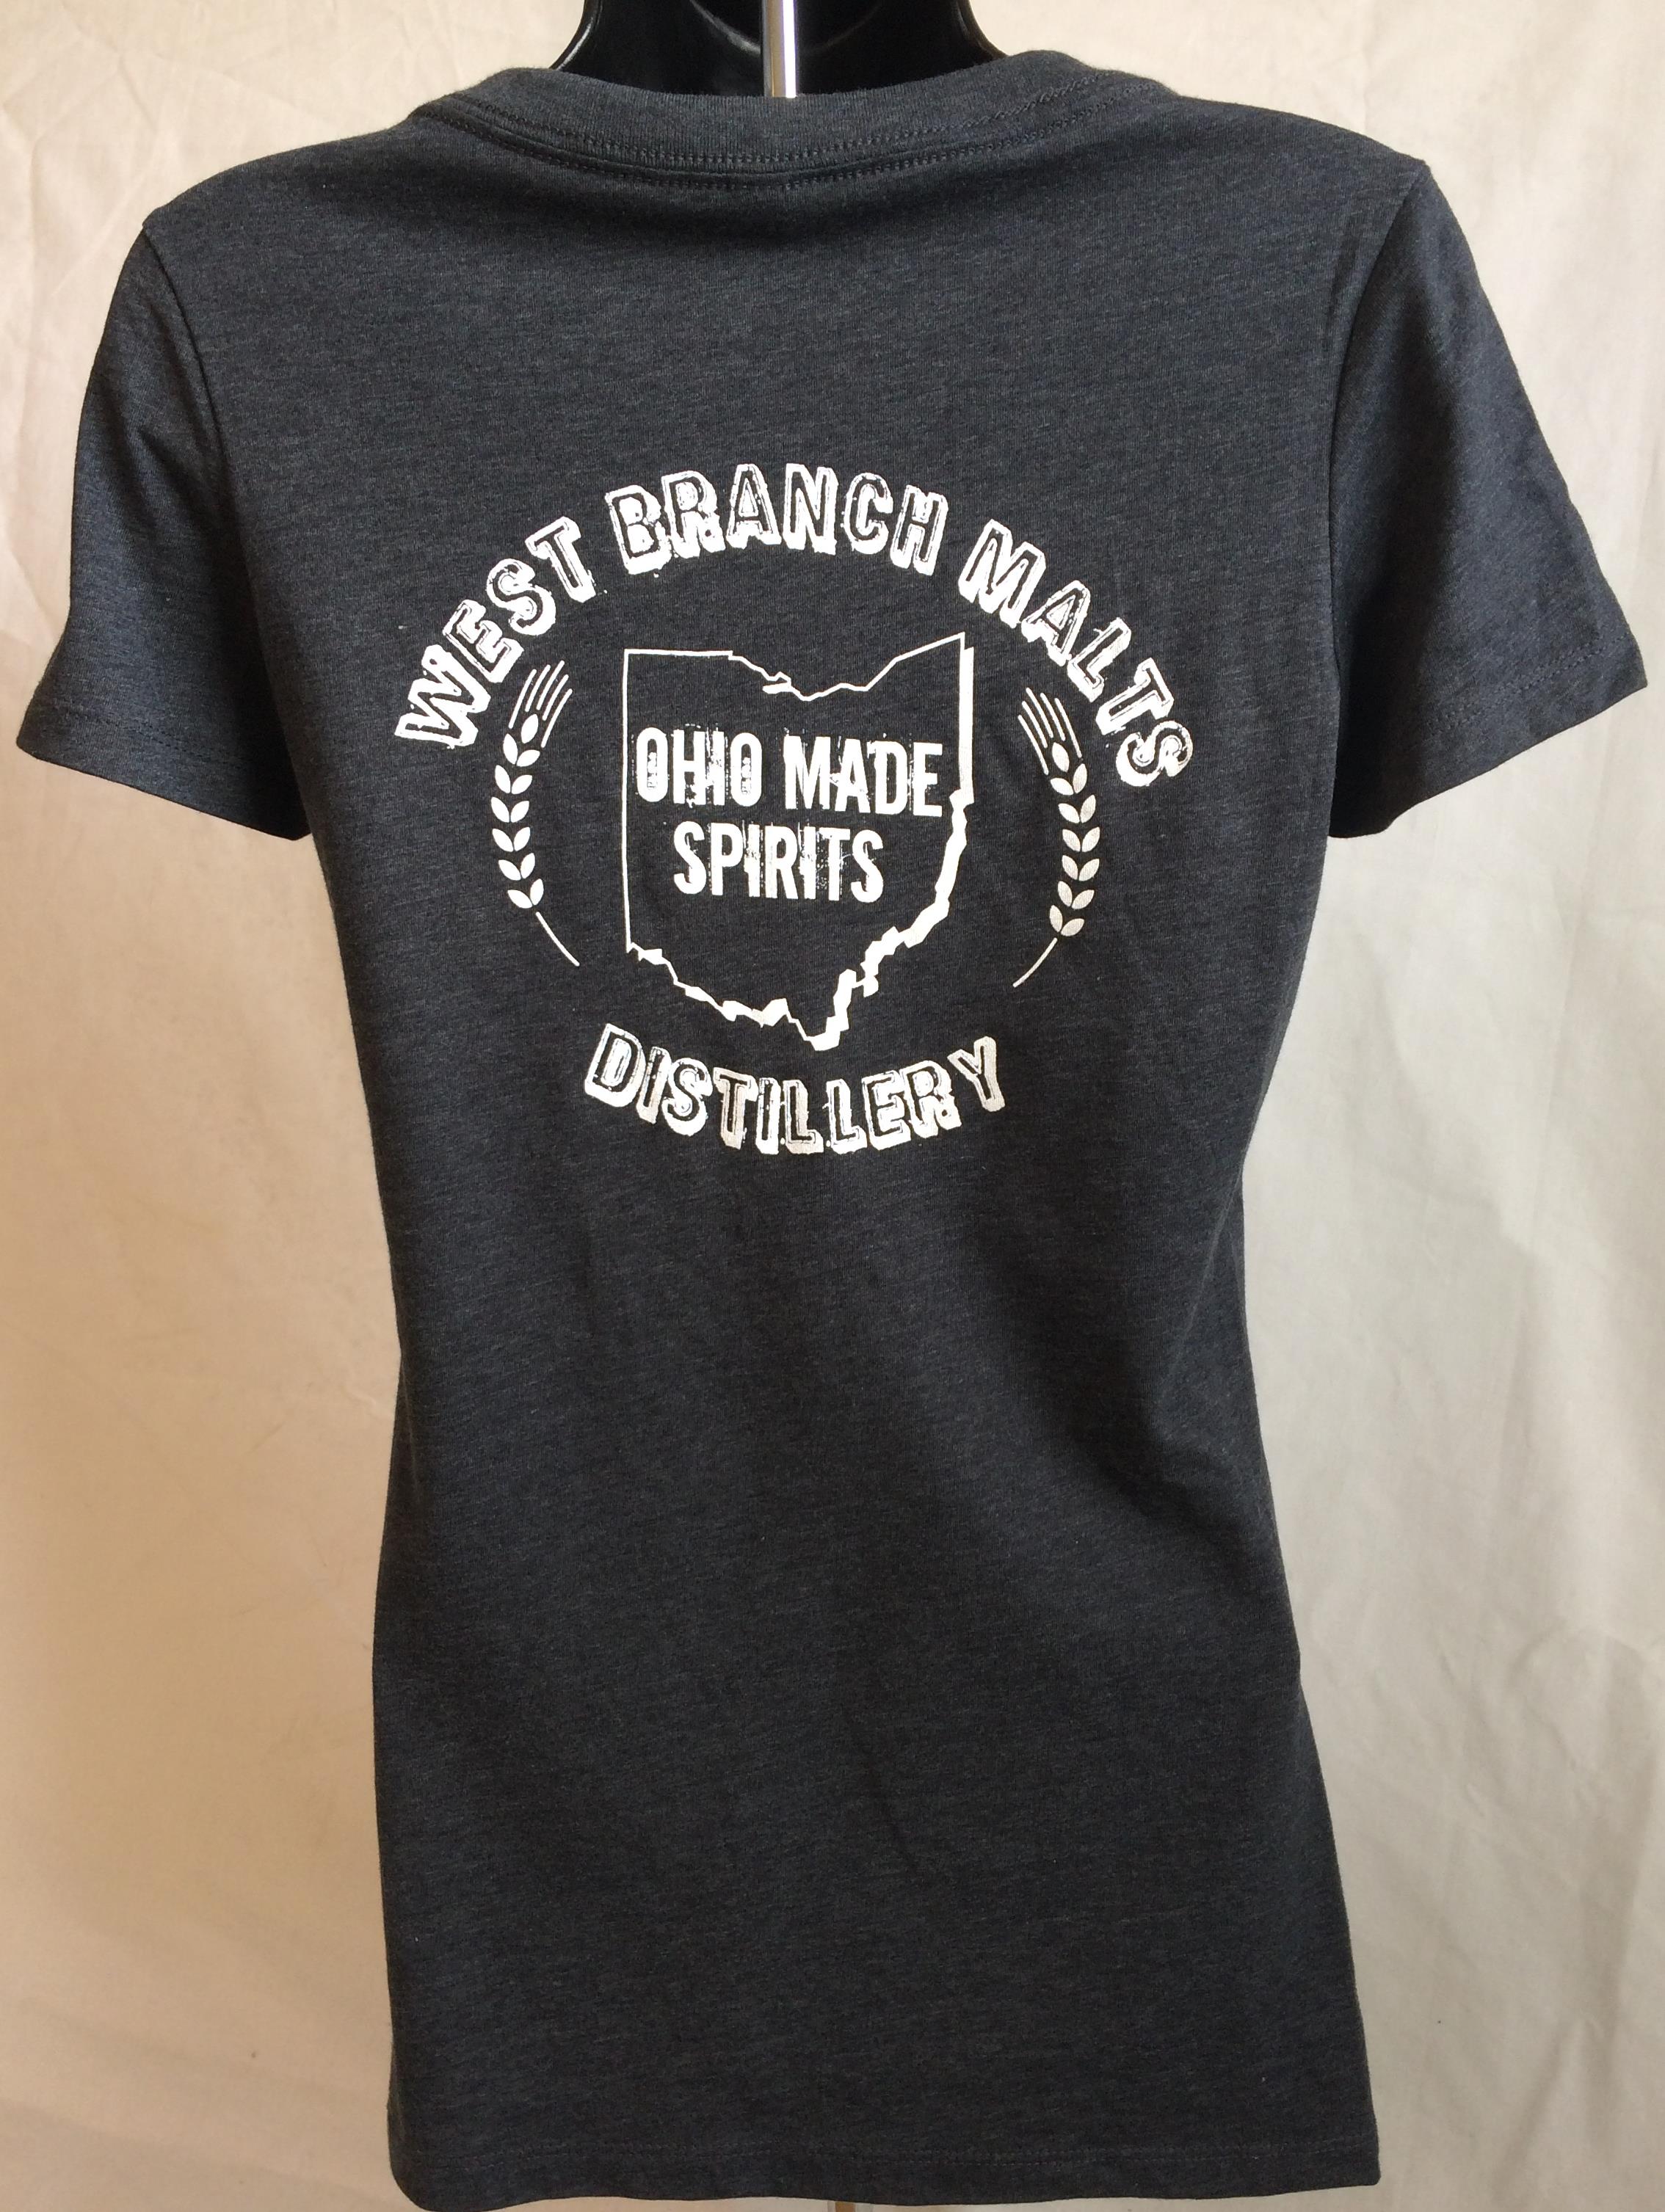 WEST BRANCH MALTS
OHIO MADE
SPIRITS
DISTILLERY